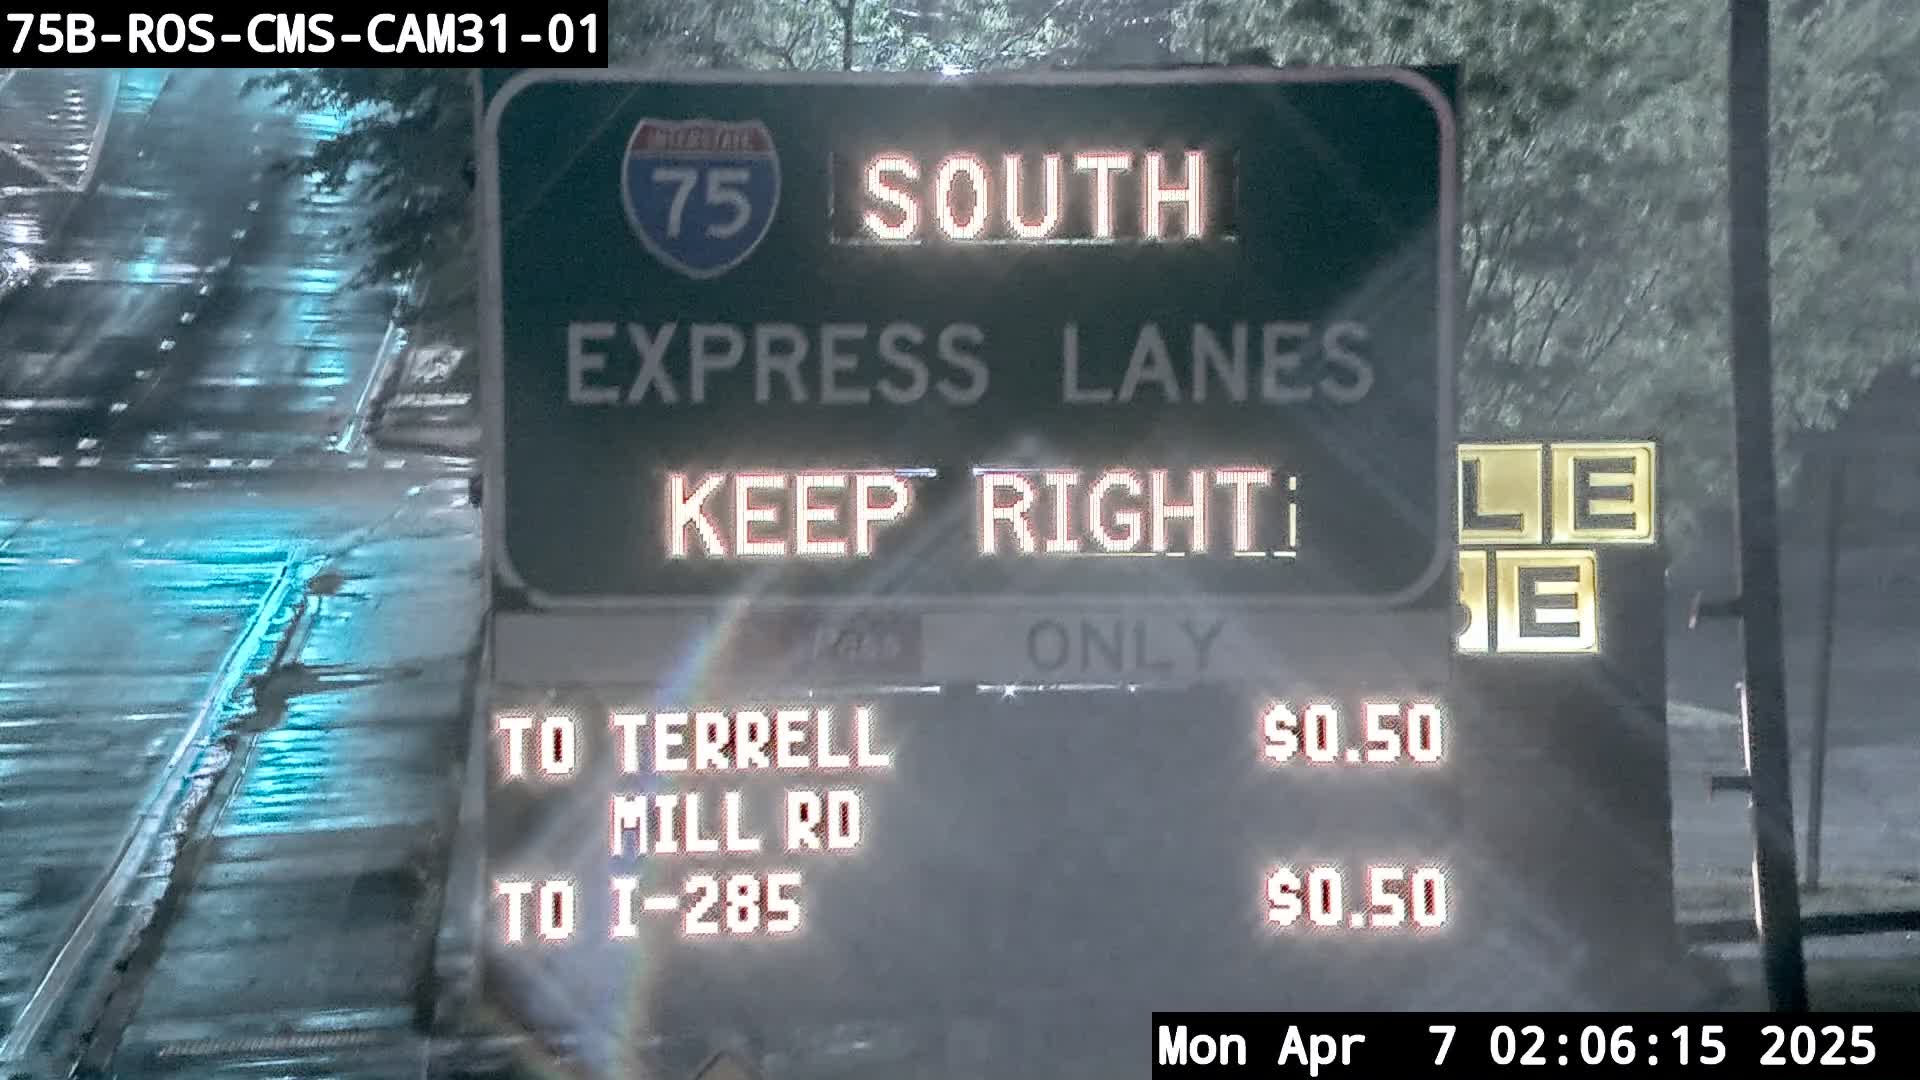 75B-ROS-CMS-CAM31-01
INTERSTATE
75
SOUTH
EXPRESS LANES
KEEP RIGHT
LE
E
ONLY
TO TERRELL $0.50
MILL RD
TO I-285 $0.50
Mon Apr 7 02:06:15 2025